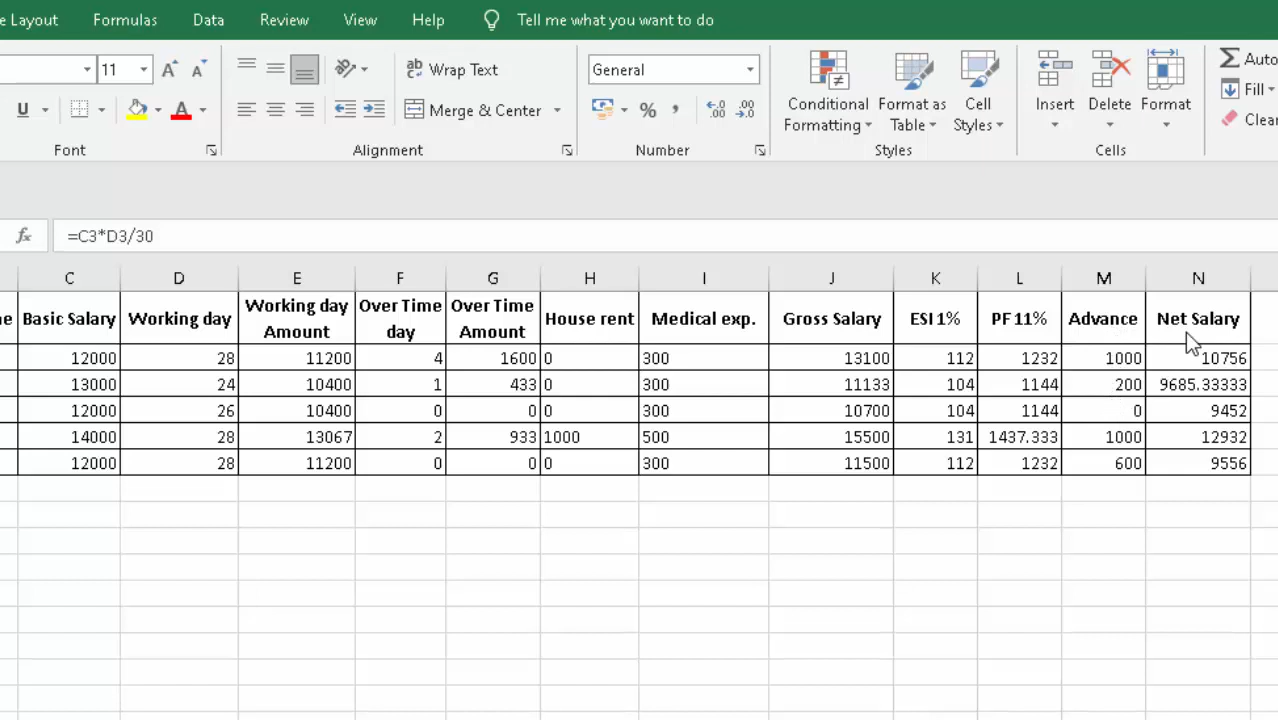 e Layout Formulas Data Review View Help Tell me what you want to do
11 A A ab Wrap Text General Auto
U A Merge & Center % , .00 .00 Conditional Formatting Format as Table Cell Styles Insert Delete Format Fill
Clear
Font Alignment Number Styles Cells
fx =C3*D3/30
C D E F G H I J K L M N
ne Basic Salary Working day Working day Amount Over Time day Over Time Amount House rent Medical exp. Gross Salary ESI 1% PF 11% Advance Net Salary
12000 28 11200 4 1600 0 300 13100 112 1232 1000 10756
13000 24 10400 1 433 0 300 11133 104 1144 200 9685.33333
12000 26 10400 0 0 0 300 10700 104 1144 0 9452
14000 28 13067 2 933 1000 500 15500 131 1437.333 1000 12932
12000 28 11200 0 0 0 300 11500 112 1232 600 9556